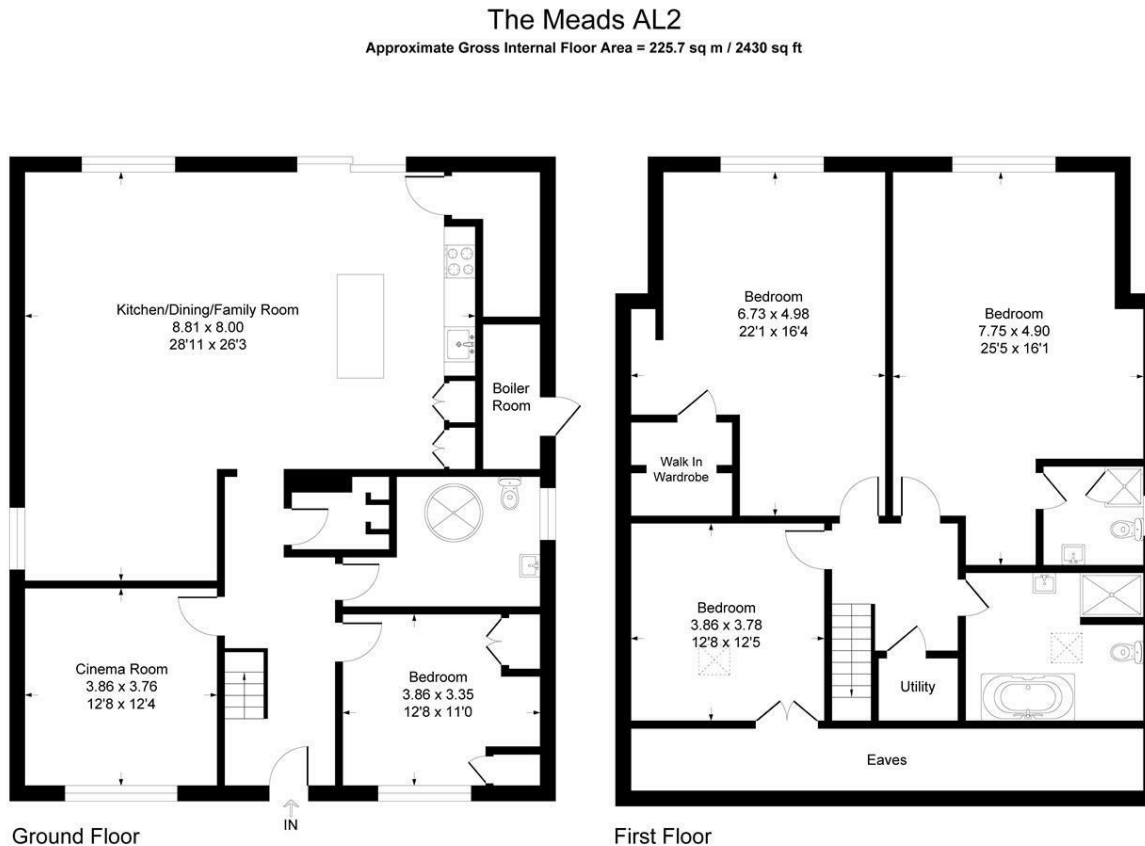 The Meads AL2
Approximate Gross Internal Floor Area = 225.7 sq m / 2430 sq ft
Kitchen/Dining/Family Room
8.81 x 8.00
28'11 x 26'3
Boiler
Room
Cinema Room
3.86 x 3.76
12'8 x 12'4
Bedroom
3.86 x 3.35
12'8 x 11'0
IN
Ground Floor
Bedroom
6.73 x 4.98
22'1 x 16'4
Bedroom
7.75 x 4.90
25'5 x 16'1
Walk In
Wardrobe
Bedroom
3.86 x 3.78
12'8 x 12'5
Utility
Eaves
First Floor